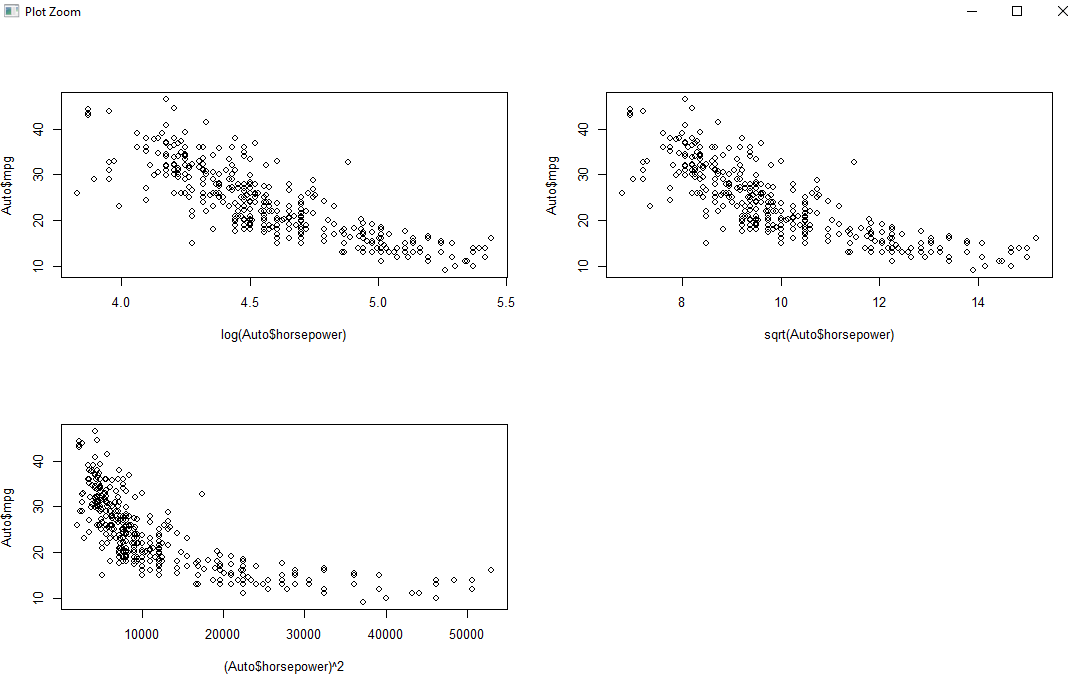 Plot Zoom
Auto$mpg
40
30
20
10
4.0 4.5 5.0 5.5
log(Auto$horsepower)
Auto$mpg
40
30
20
10
8 10 12 14
sqrt(Auto$horsepower)
Auto$mpg
40
30
20
10
10000 20000 30000 40000 50000
(Auto$horsepower)^2